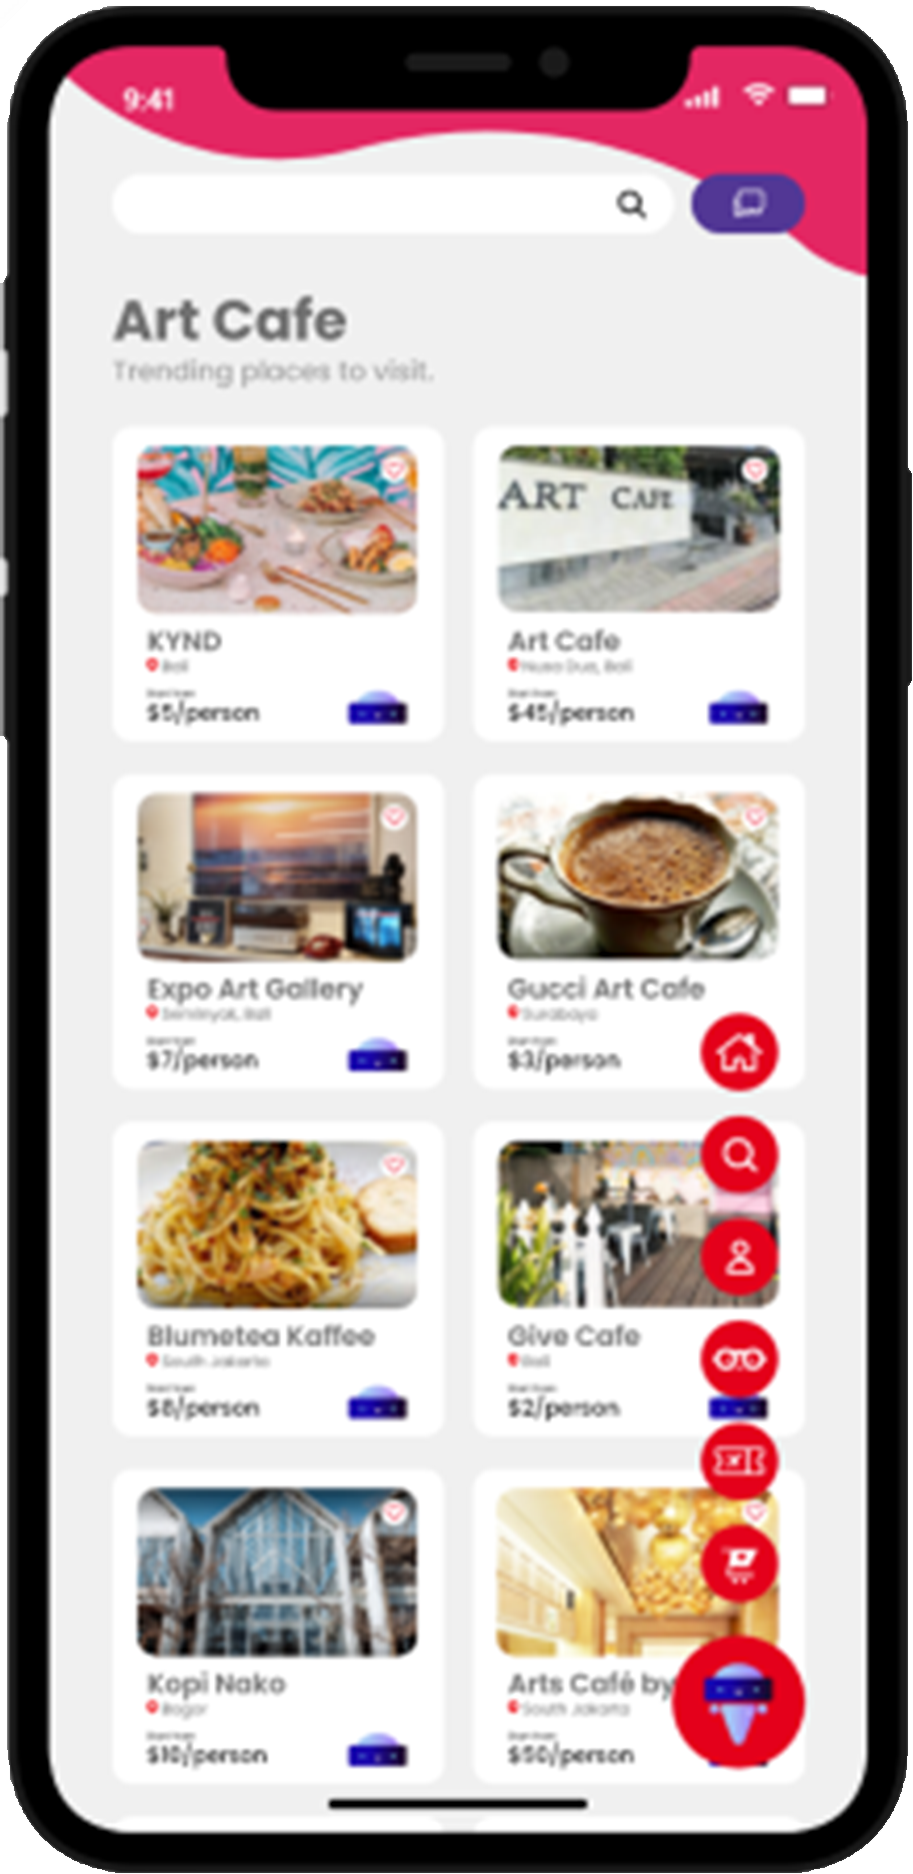 9:41
Art Cafe
Trending places to visit.
ART CAFE
KYND
Bali
Start from
$5/person
Art Cafe
Nusa Dua, Bali
Start from
$45/person
Expo Art Gallery
Seminyak, Bali
Start from
$7/person
Gucci Art Cafe
Surabaya
Start from
$3/person
Blumetea Kaffee
South Jakarta
Start from
$8/person
Give Cafe
Bali
Start from
$2/person
Kopi Nako
Bogor
Start from
$10/person
Arts Café by
South Jakarta
Start from
$50/person